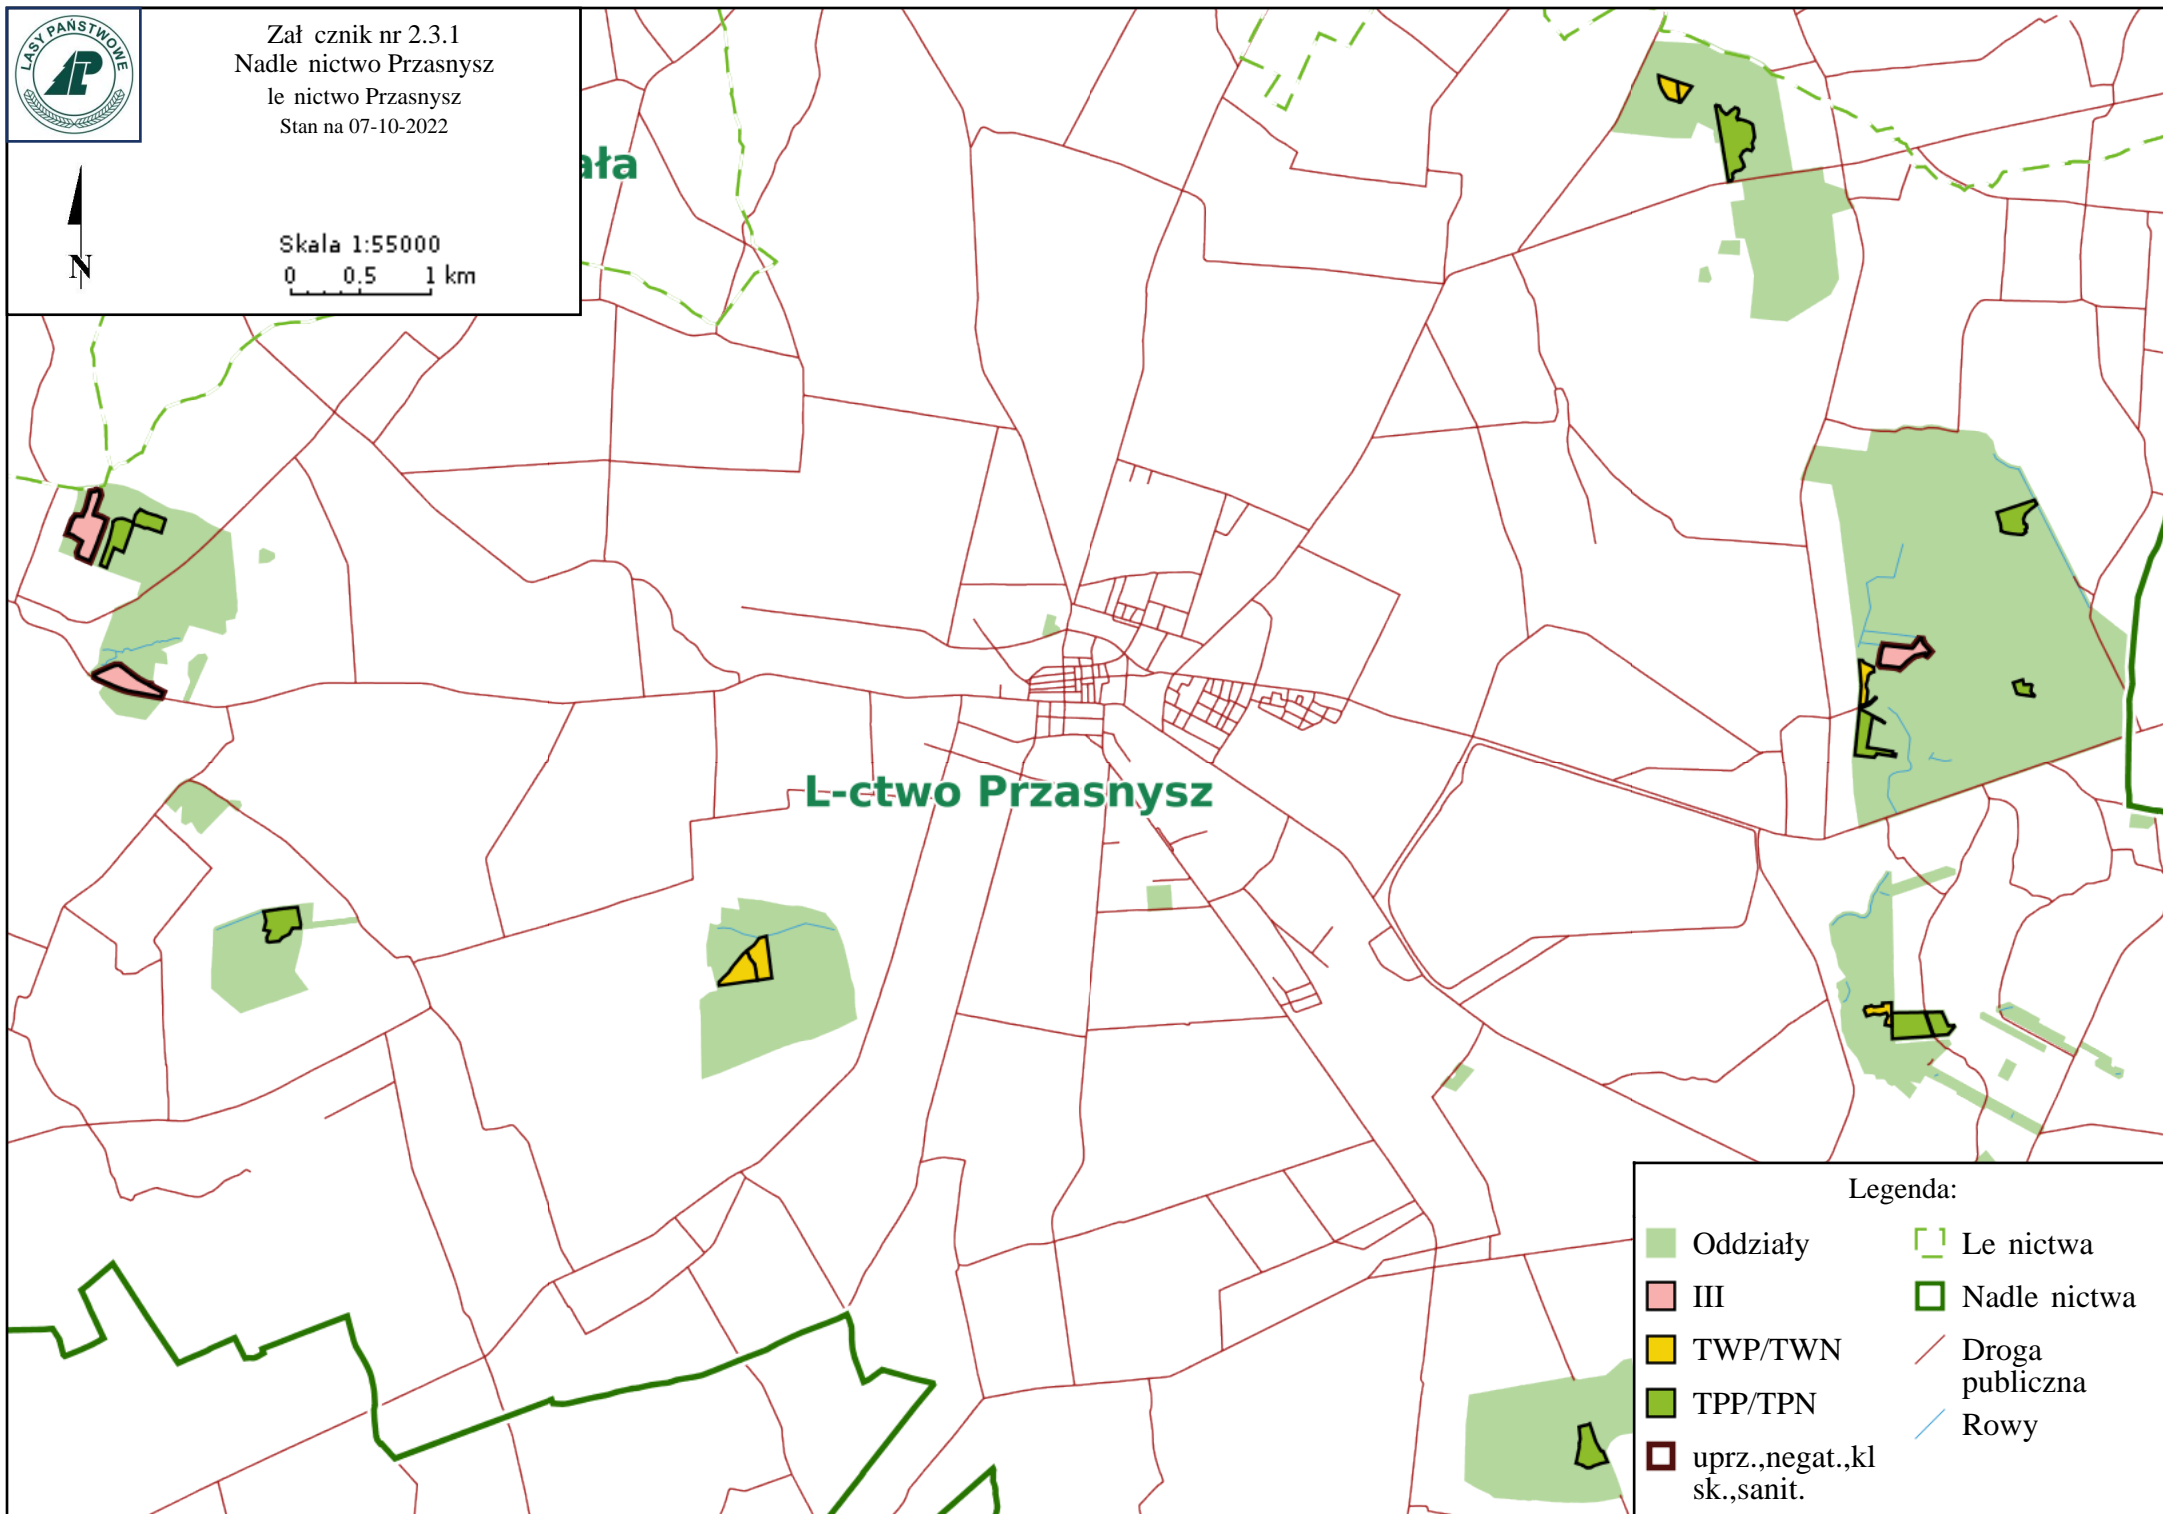 LASY PAŃSTWOWE
Zał cznik nr 2.3.1
Nadle nictwo Przasnysz
le nictwo Przasnysz
Stan na 07-10-2022
N
Skala 1:55000
0 0.5 1 km
ała
L-ctwo Przasnysz
Legenda:
Oddziały
III
TWP/TWN
TPP/TPN
uprz.,negat.,kl
sk.,sanit.
Le nictwa
Nadle nictwa
Droga
publiczna
Rowy